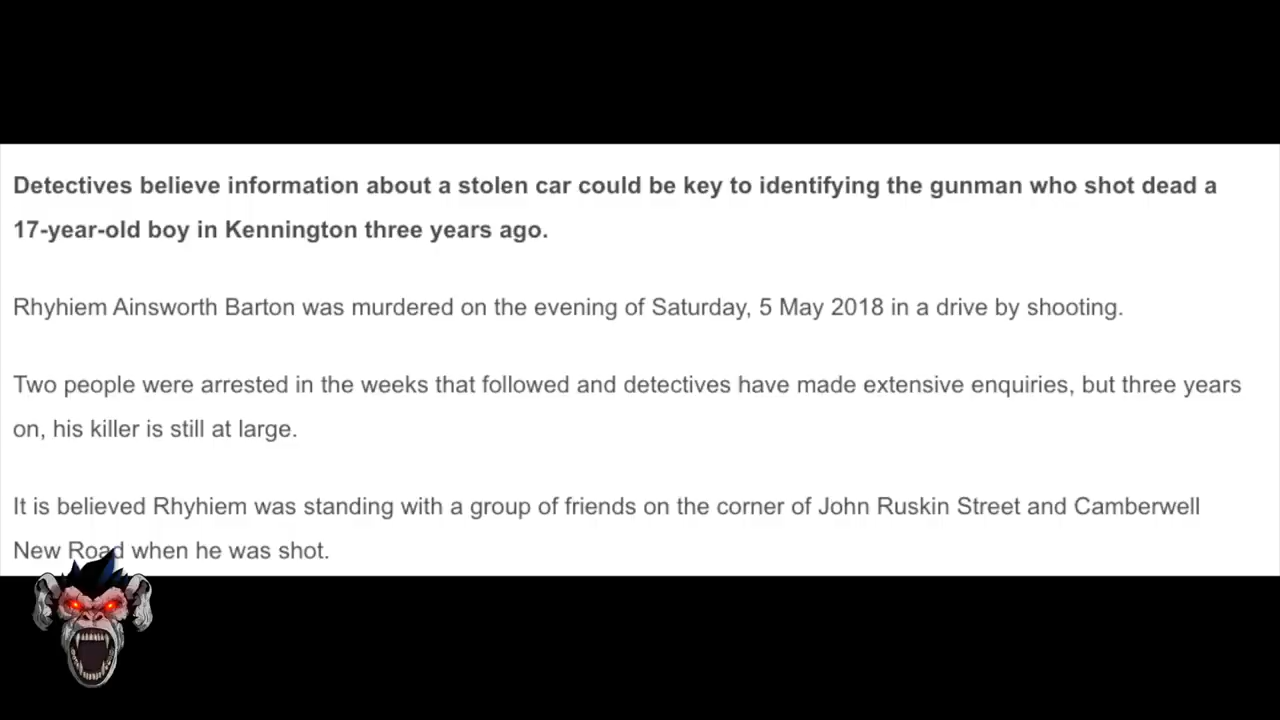 Detectives believe information about a stolen car could be key to identifying the gunman who shot dead a
17-year-old boy in Kennington three years ago.
Rhyhiem Ainsworth Barton was murdered on the evening of Saturday, 5 May 2018 in a drive by shooting.
Two people were arrested in the weeks that followed and detectives have made extensive enquiries, but three years
on, his killer is still at large.
It is believed Rhyhiem was standing with a group of friends on the corner of John Ruskin Street and Camberwell
New Road when he was shot.